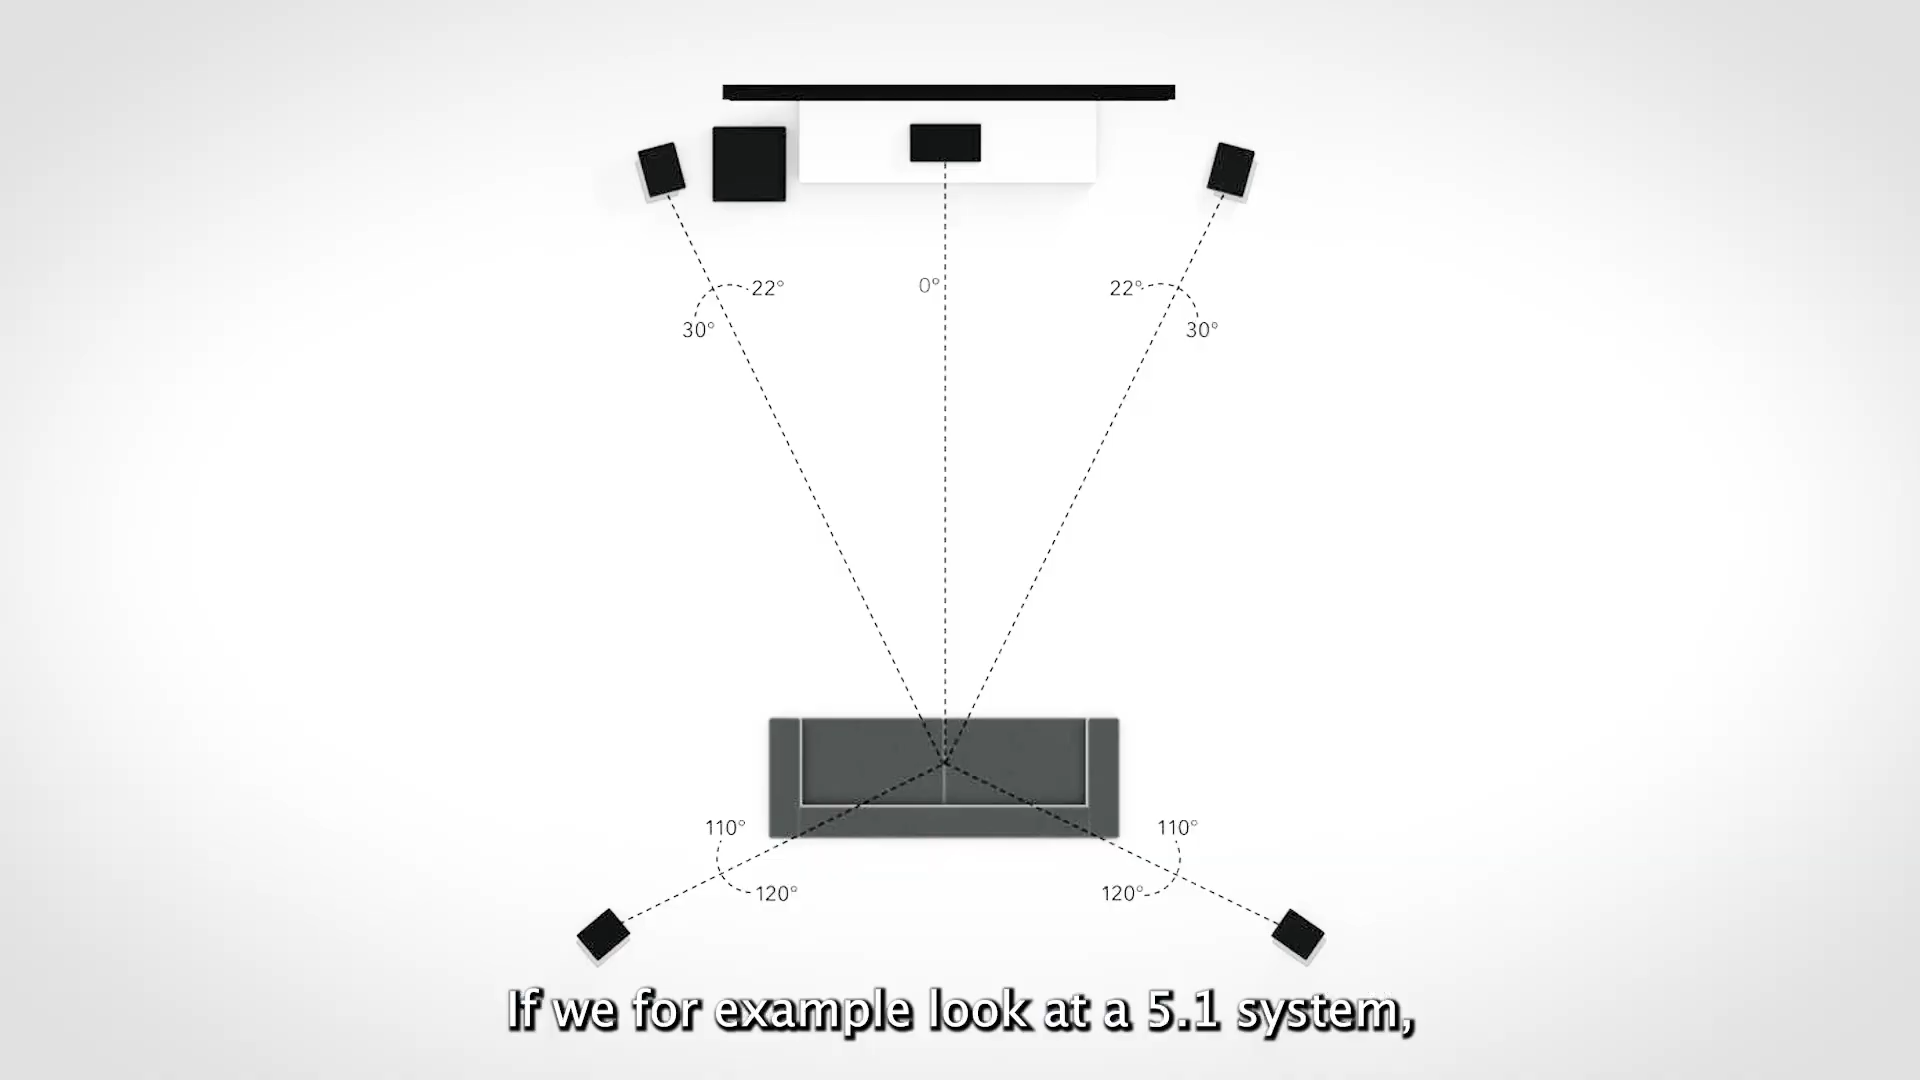 22° 0° 22°
30° 30°
110° 110°
120° 120°
If we for example look at a 5.1 system,